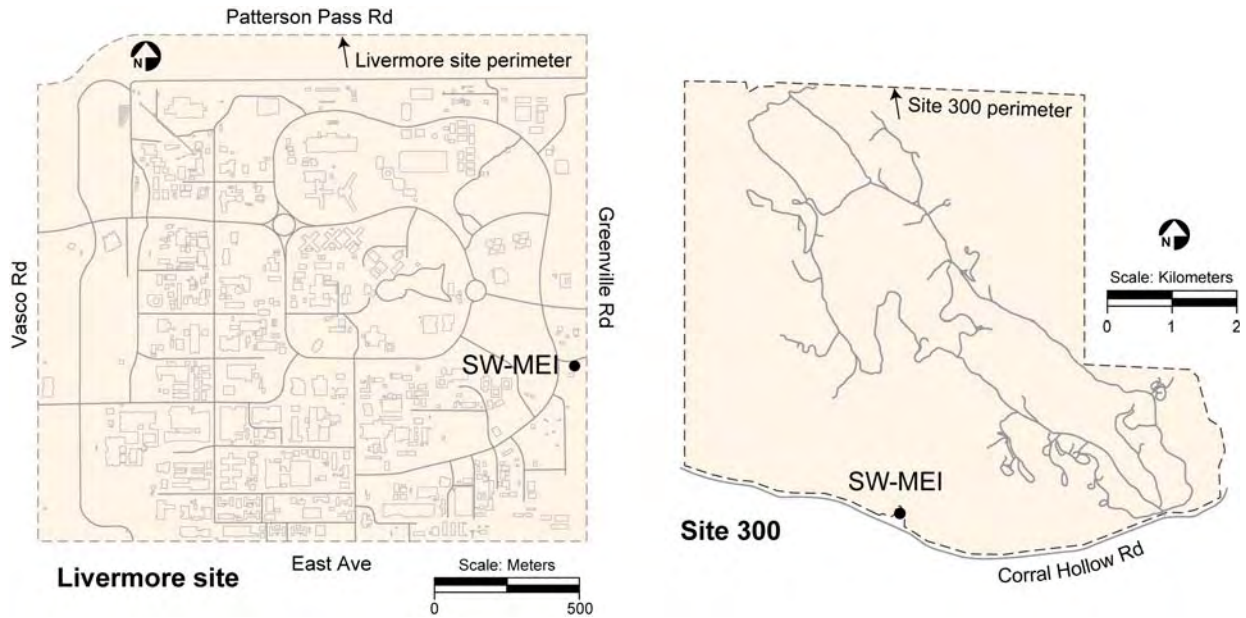 Patterson Pass Rd
N
Livermore site perimeter
Vasco Rd
Greenville Rd
SW-MEI
East Ave
Livermore site
Scale: Meters
0 500
Site 300 perimeter
N
Scale: Kilometers
0 1 2
SW-MEI
Site 300
Corral Hollow Rd